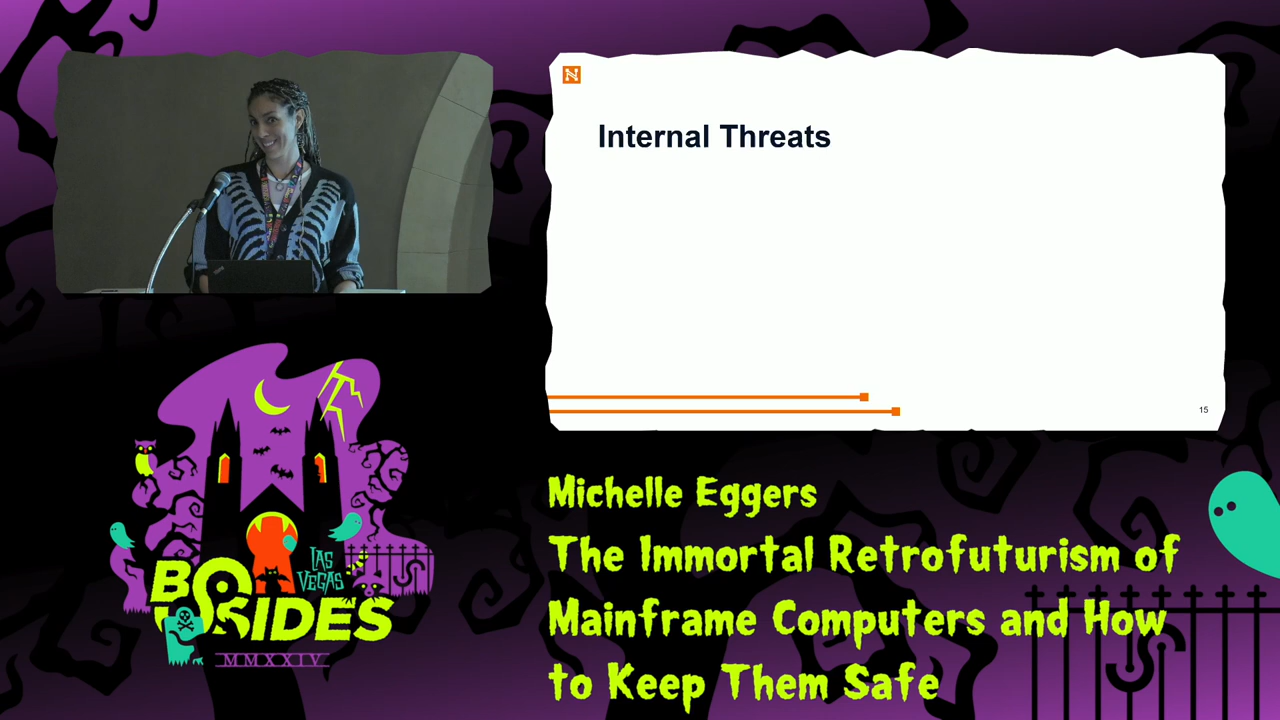 N
Internal Threats
15
LAS
VEGAS
BSIDES
MMXXIV
Michelle Eggers
The Immortal Retrofuturism of
Mainframe Computers and How
to Keep Them Safe